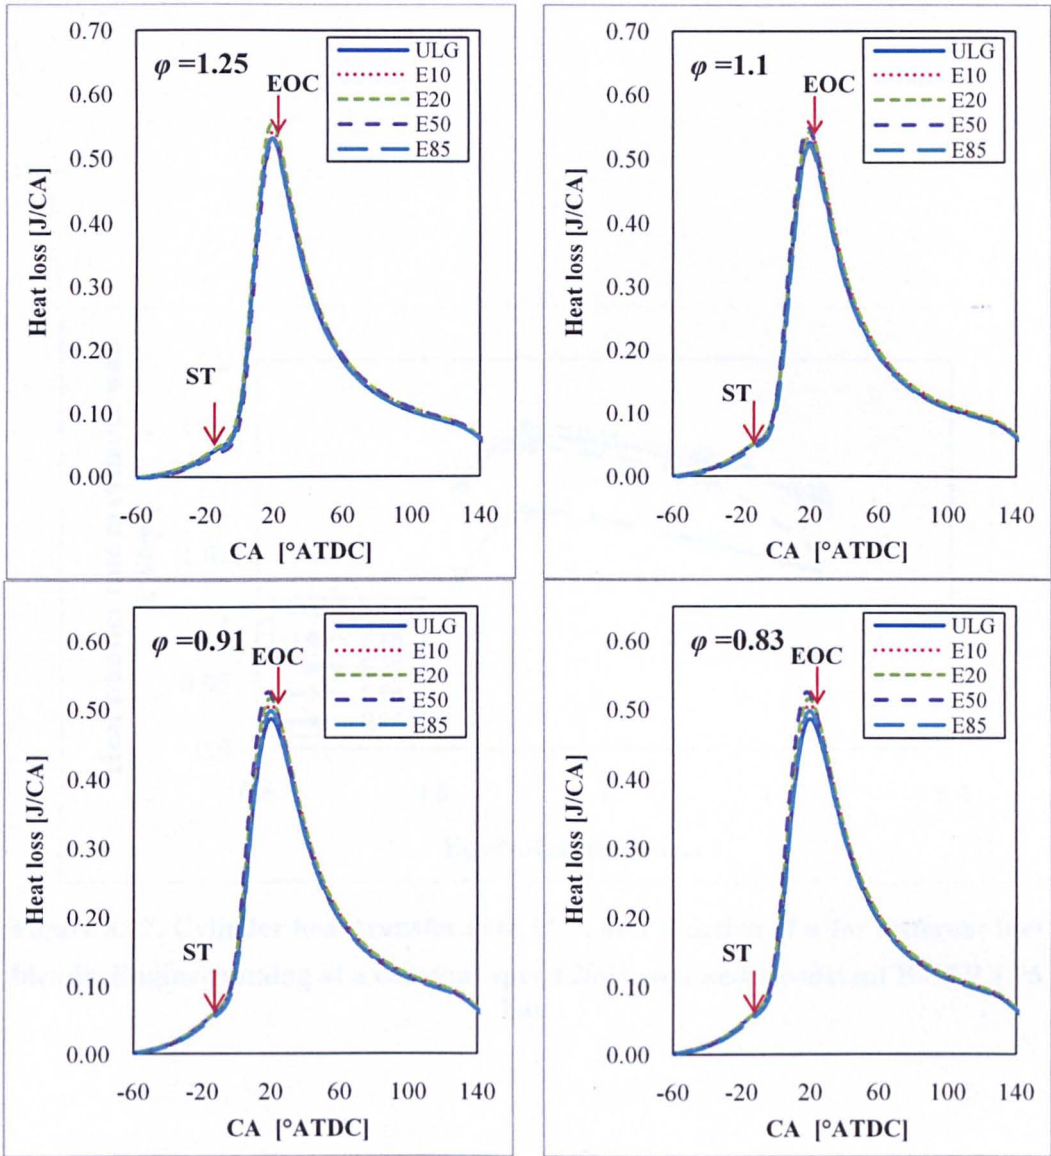 φ =1.25
EOC
ST
ULG
E10
E20
E50
E85
0.70
0.60
0.50
0.40
0.30
0.20
0.10
0.00
Heat loss [J/CA]
-60 -20 20 60 100 140
CA [°ATDC]
φ =1.1
EOC
ST
ULG
E10
E20
E50
E85
0.70
0.60
0.50
0.40
0.30
0.20
0.10
0.00
Heat loss [J/CA]
-60 -20 20 60 100 140
CA [°ATDC]
φ =0.91
EOC
ST
ULG
E10
E20
E50
E85
0.60
0.50
0.40
0.30
0.20
0.10
0.00
Heat loss [J/CA]
-60 -20 20 60 100 140
CA [°ATDC]
φ =0.83
EOC
ST
ULG
E10
E20
E50
E85
0.60
0.50
0.40
0.30
0.20
0.10
0.00
Heat loss [J/CA]
-60 -20 20 60 100 140
CA [°ATDC]